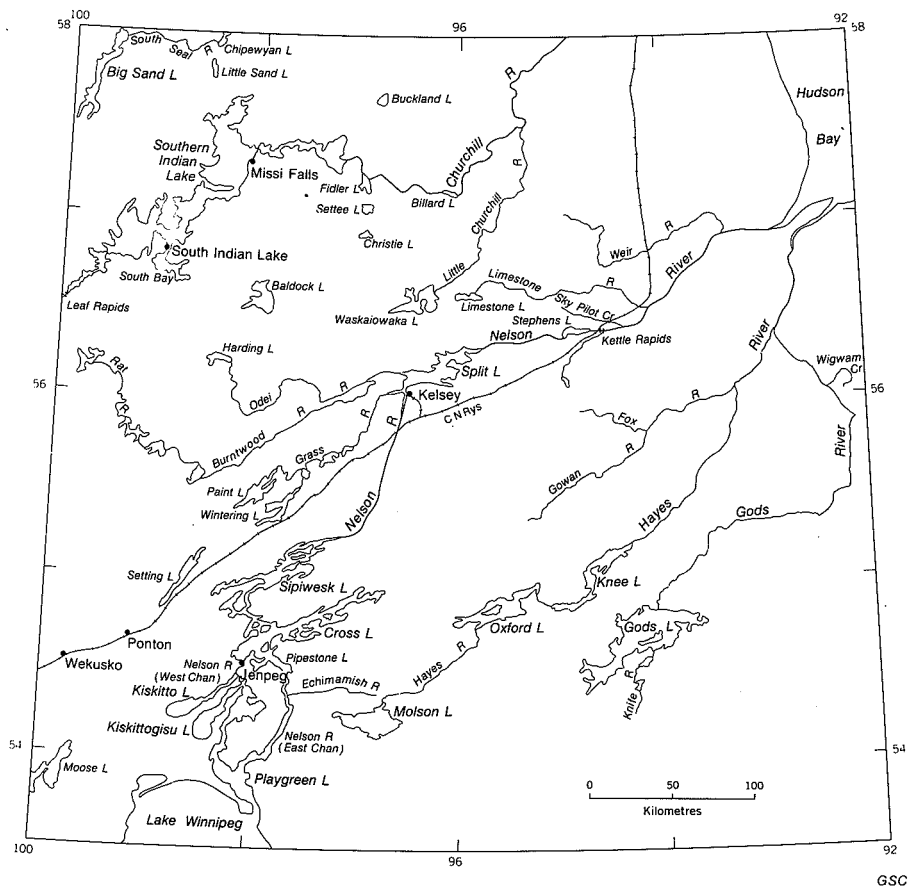 100
96
92
58
58
South
Seal
R
Chipewyan L
Big Sand L
Little Sand L
Buckland L
R
Hudson
Bay
Southern
Indian
Lake
Missi Falls
Churchill
R
Fidler L
Settee L
Billard L
Churchill
Christie L
South Indian Lake
South Bay
Little
Weir
R
River
Leaf Rapids
Baldock L
Limestone
R
Waskaiowaka L
Limestone L
Sky Pilot Cr
Stephens L
Nelson
Kettle Rapids
River
Harding L
Rat
R
Split L
Wigwam
Cr
56
56
Odei
R
R
Kelsey
C N Rys
Burntwood
R
Grass
R
R
Fox
R
Paint L
Wintering L
Nelson
Gowan
R
River
Hayes
Gods
Setting L
Sipiwesk L
Knee L
Ponton
Wekusko
Cross L
Oxford L
Gods L
Nelson R
(West Chan)
Jenpeg
Pipestone L
Hayes
R
Kiskitto L
Echimamish R
Knife
R
Kiskittogisu L
Molson L
Nelson R
(East Chan)
54
54
Moose L
Playgreen L
Lake Winnipeg
0 50 100
Kilometres
100
96
92
GSC